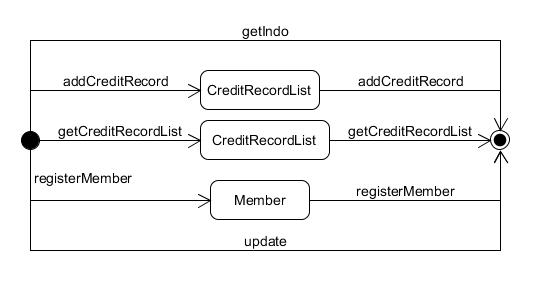 getIndo
addCreditRecord
CreditRecordList
addCreditRecord
getCreditRecordList
CreditRecordList
getCreditRecordList
registerMember
Member
registerMember
update